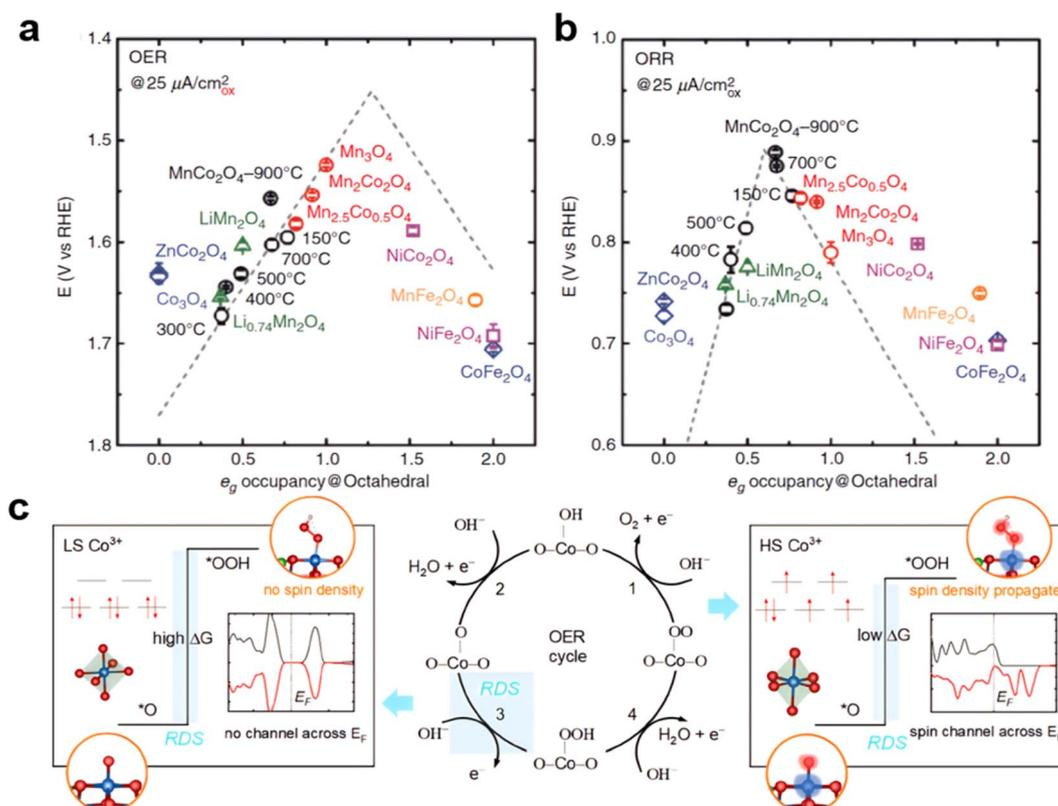 a
1.4
1.5
1.6
1.7
1.8
E (V vs RHE)
OER
@25 μA/cm²ox
MnCo₂O₄–900°C
Mn₃O₄
Mn₂Co₂O₄
Mn₂.₅Co₀.₅O₄
LiMn₂O₄
150°C
700°C
NiCo₂O₄
ZnCo₂O₄
500°C
Co₃O₄
400°C
MnFe₂O₄
300°C
Li₀.₇₄Mn₂O₄
NiFe₂O₄
CoFe₂O₄
0.0 0.5 1.0 1.5 2.0
eg occupancy@Octahedral
b
1.0
0.9
0.8
0.7
0.6
E (V vs RHE)
ORR
@25 μA/cm²ox
MnCo₂O₄–900°C
700°C
150°C
Mn₂.₅Co₀.₅O₄
Mn₂Co₂O₄
500°C
Mn₃O₄
400°C
NiCo₂O₄
ZnCo₂O₄
LiMn₂O₄
Li₀.₇₄Mn₂O₄
MnFe₂O₄
Co₃O₄
NiFe₂O₄
CoFe₂O₄
0.0 0.5 1.0 1.5 2.0
eg occupancy@Octahedral
c
LS Co³⁺
*OOH
no spin density
high ΔG
EF
*O
RDS
no channel across EF
OH⁻
OH
O–Co–O
O₂ + e⁻
H₂O + e⁻
2
1
OH⁻
O
O–Co–O
OER
cycle
OO
O–Co–O
RDS
3
4
OH⁻
e⁻
OOH
O–Co–O
H₂O + e⁻
OH⁻
HS Co³⁺
*OOH
spin density propagate
low ΔG
EF
*O
RDS
spin channel across E